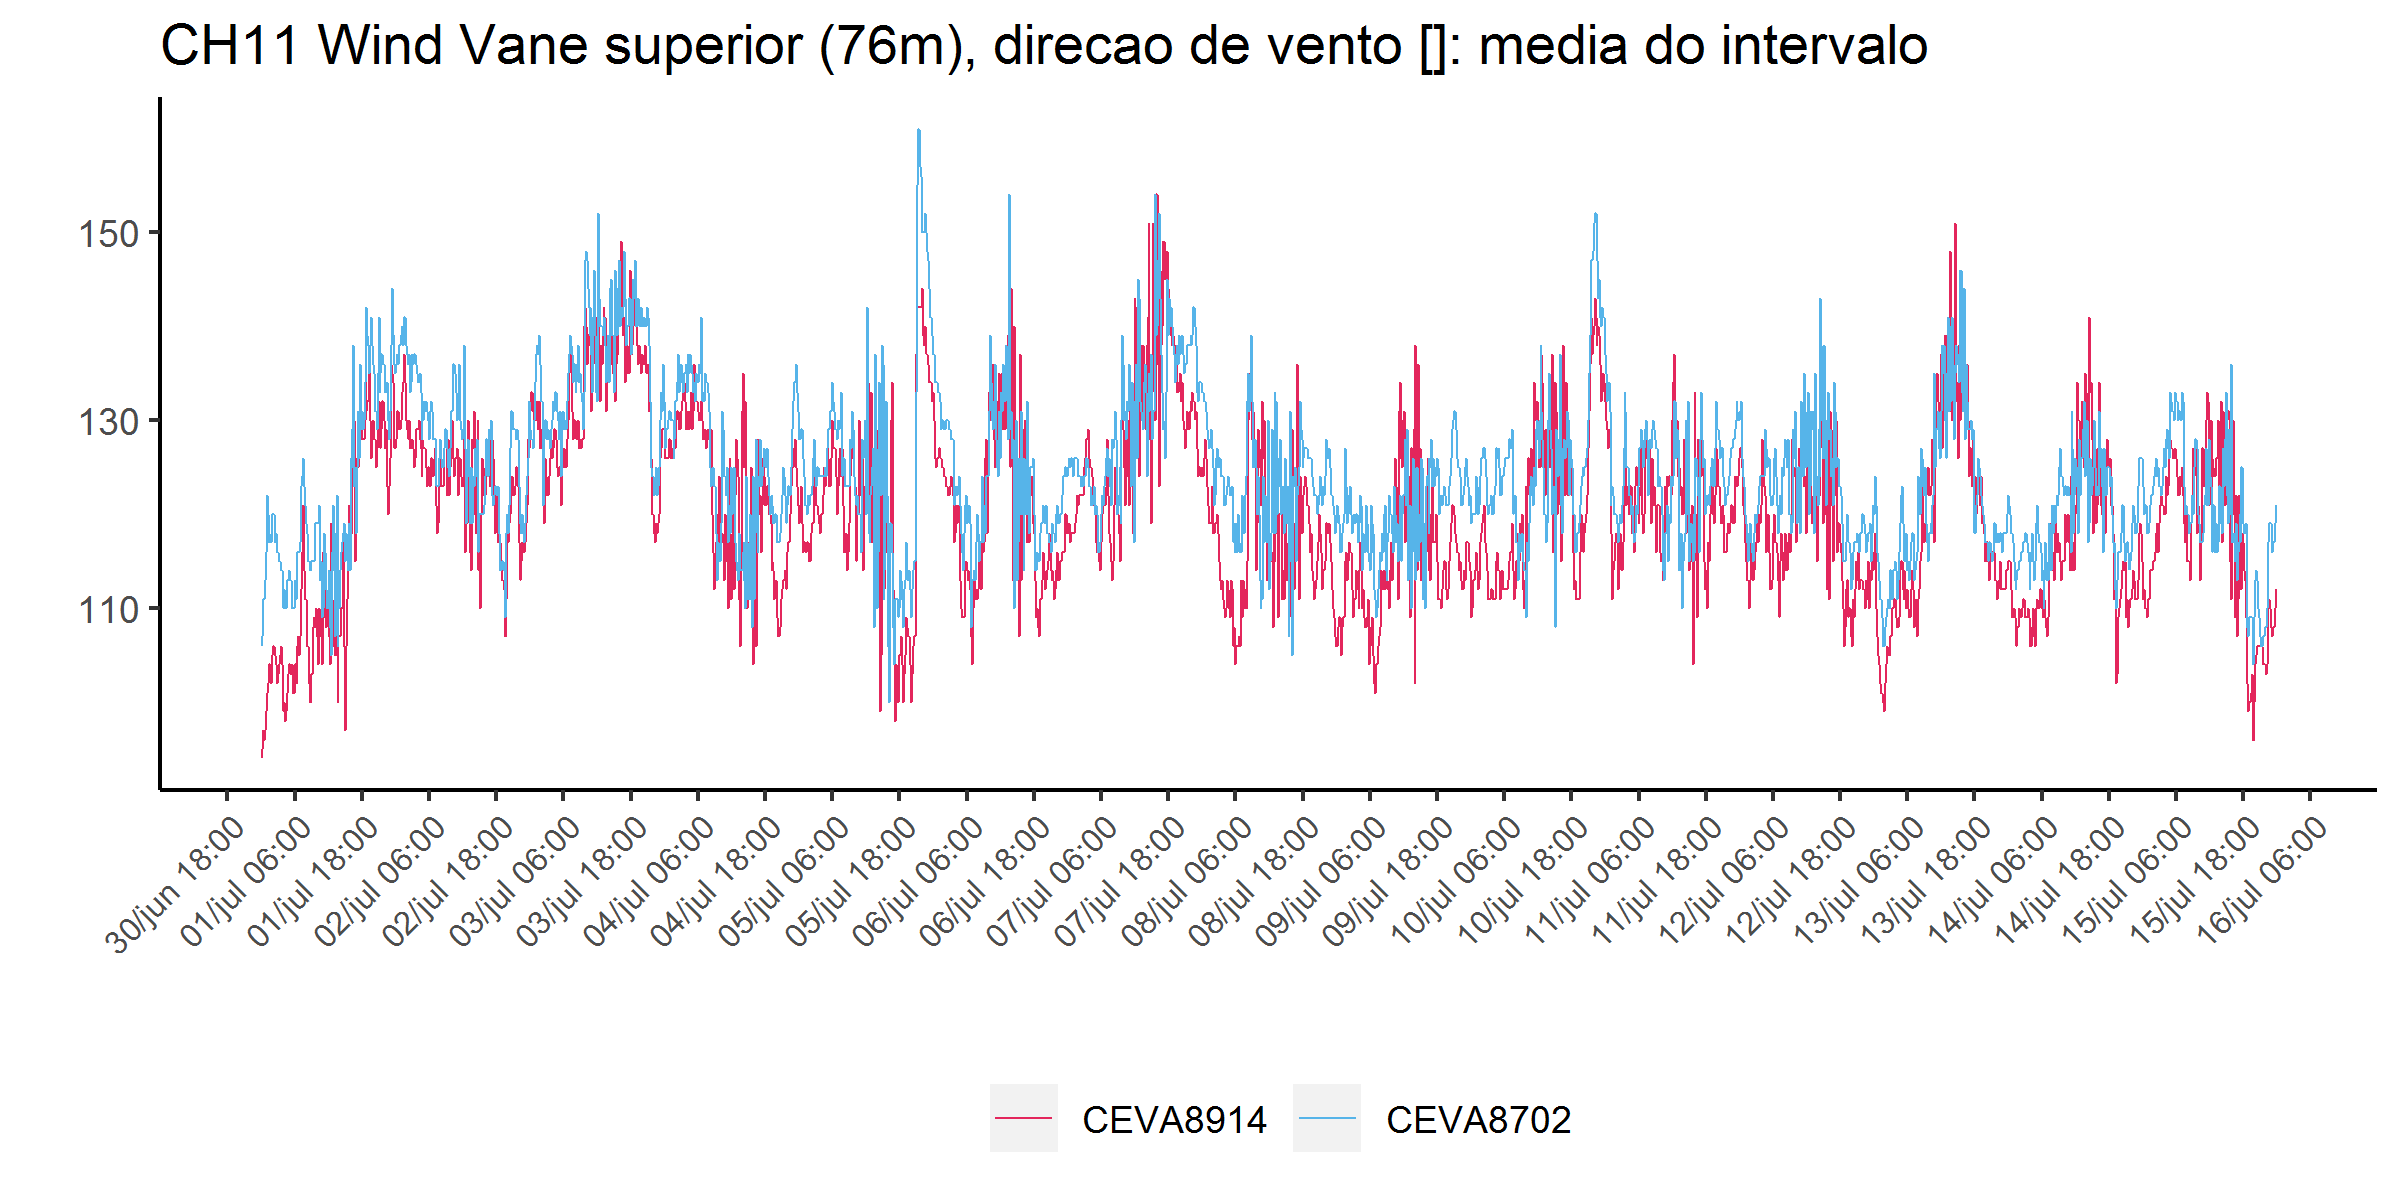 CH11 Wind Vane superior (76m), direcao de vento []: media do intervalo
150
130
110
30/jun 18:00
01/jul 06:00
01/jul 18:00
02/jul 06:00
02/jul 18:00
03/jul 06:00
03/jul 18:00
04/jul 06:00
04/jul 18:00
05/jul 06:00
05/jul 18:00
06/jul 06:00
06/jul 18:00
07/jul 06:00
07/jul 18:00
08/jul 06:00
08/jul 18:00
09/jul 06:00
09/jul 18:00
10/jul 06:00
10/jul 18:00
11/jul 06:00
11/jul 18:00
12/jul 06:00
12/jul 18:00
13/jul 06:00
13/jul 18:00
14/jul 06:00
14/jul 18:00
15/jul 06:00
15/jul 18:00
16/jul 06:00
CEVA8914
CEVA8702